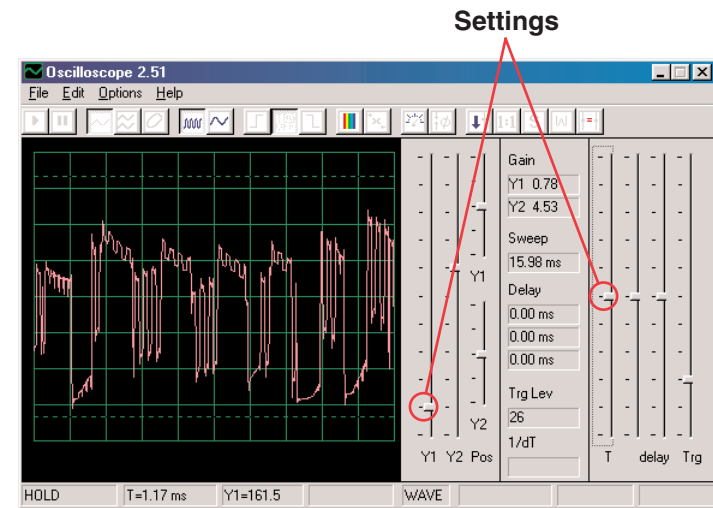 Settings
Oscilloscope 2.51
File Edit Options Help
1:1 S W
Gain
Y1 0.78
Y2 4.53
Sweep
15.98 ms
Y1
Delay
0.00 ms
0.00 ms
0.00 ms
Trg Lev
26
Y2
1/dT
Y1 Y2 Pos
T delay Trg
HOLD T=1.17 ms Y1=161.5 WAVE